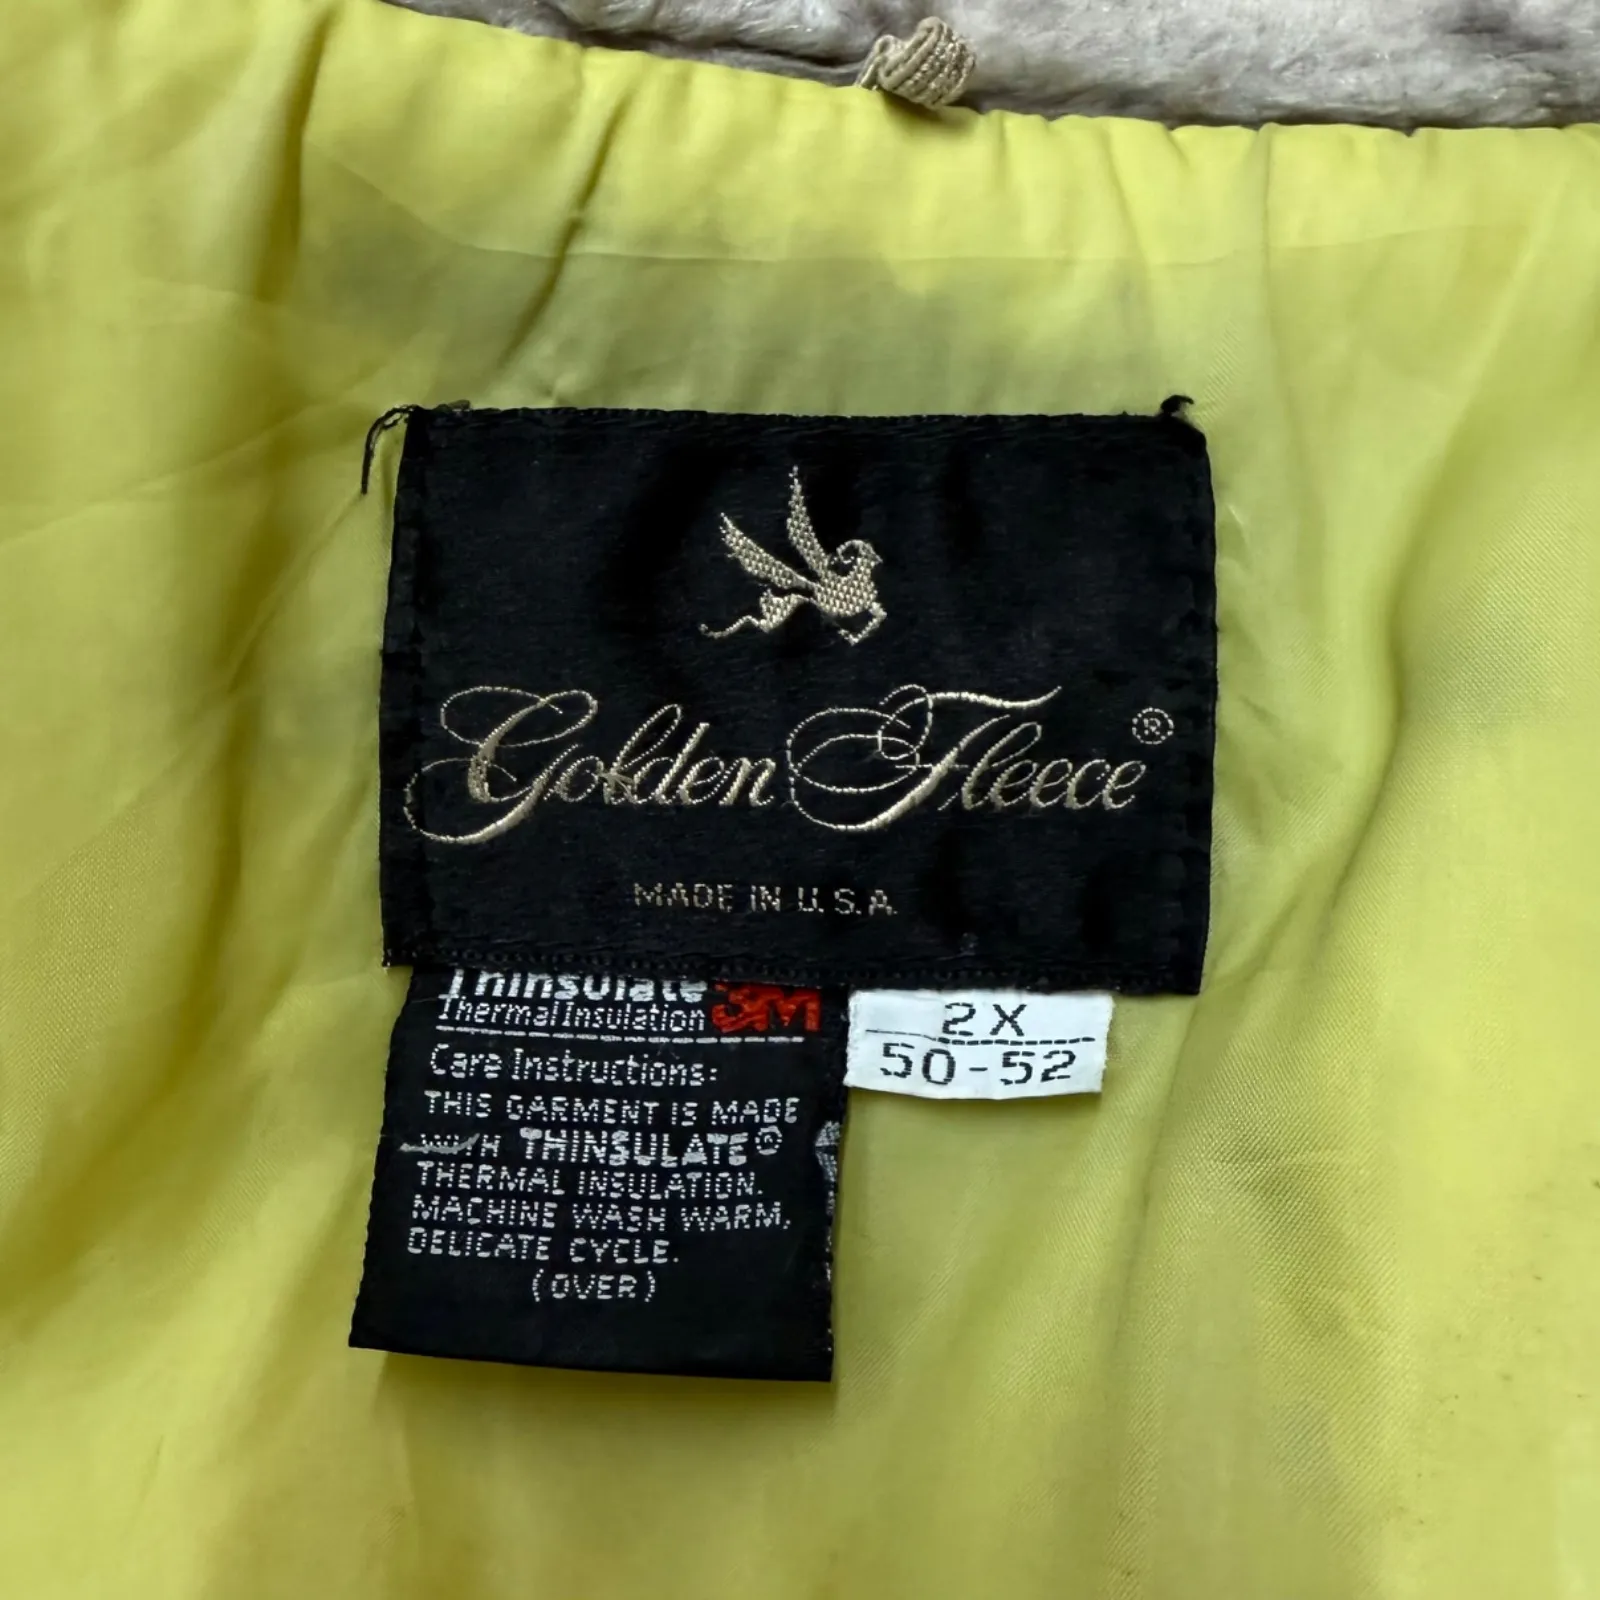 Golden Fleece ®
MADE IN U.S.A.
Thinsulate 3M
Thermal Insulation
Care Instructions:
THIS GARMENT IS MADE
WITH THINSULATE®
THERMAL INSULATION.
MACHINE WASH WARM,
DELICATE CYCLE.
(OVER)
2X
50-52